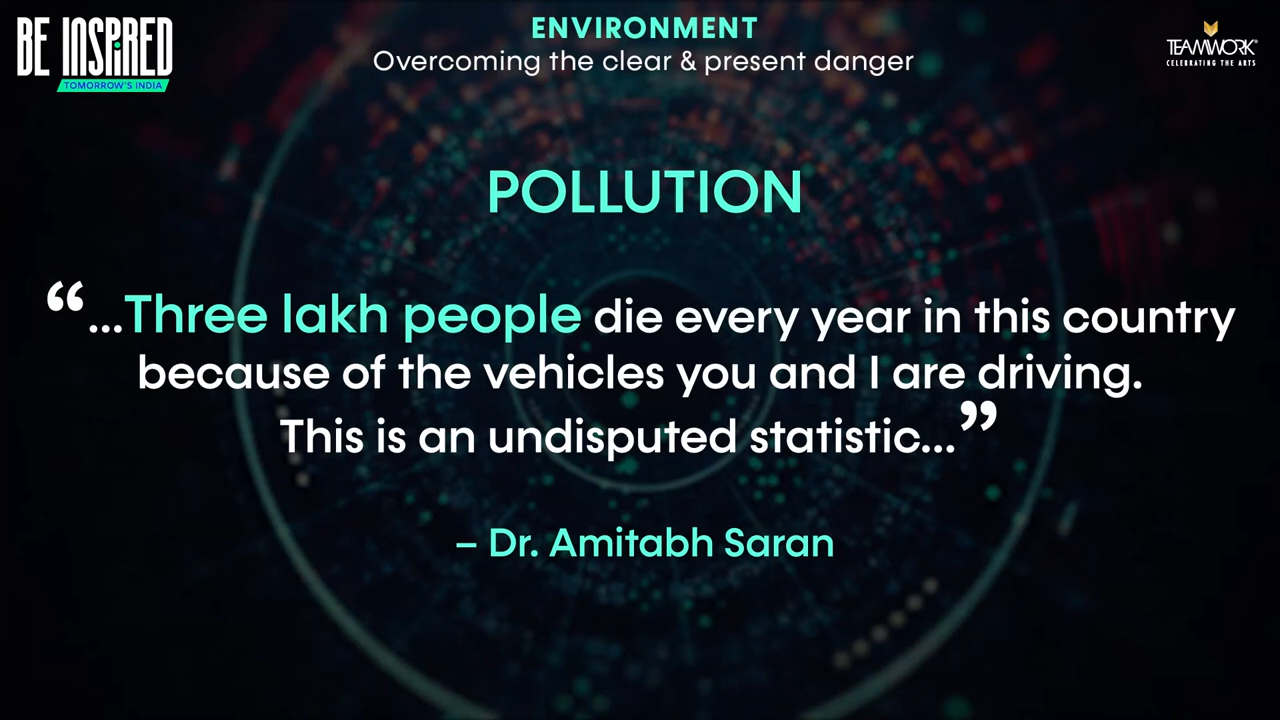 BE INSPIRED
TOMORROW'S INDIA
ENVIRONMENT
Overcoming the clear & present danger
TEAMWORK®
CELEBRATING THE ARTS
POLLUTION
“...Three lakh people die every year in this country
because of the vehicles you and I are driving.
This is an undisputed statistic...”
– Dr. Amitabh Saran